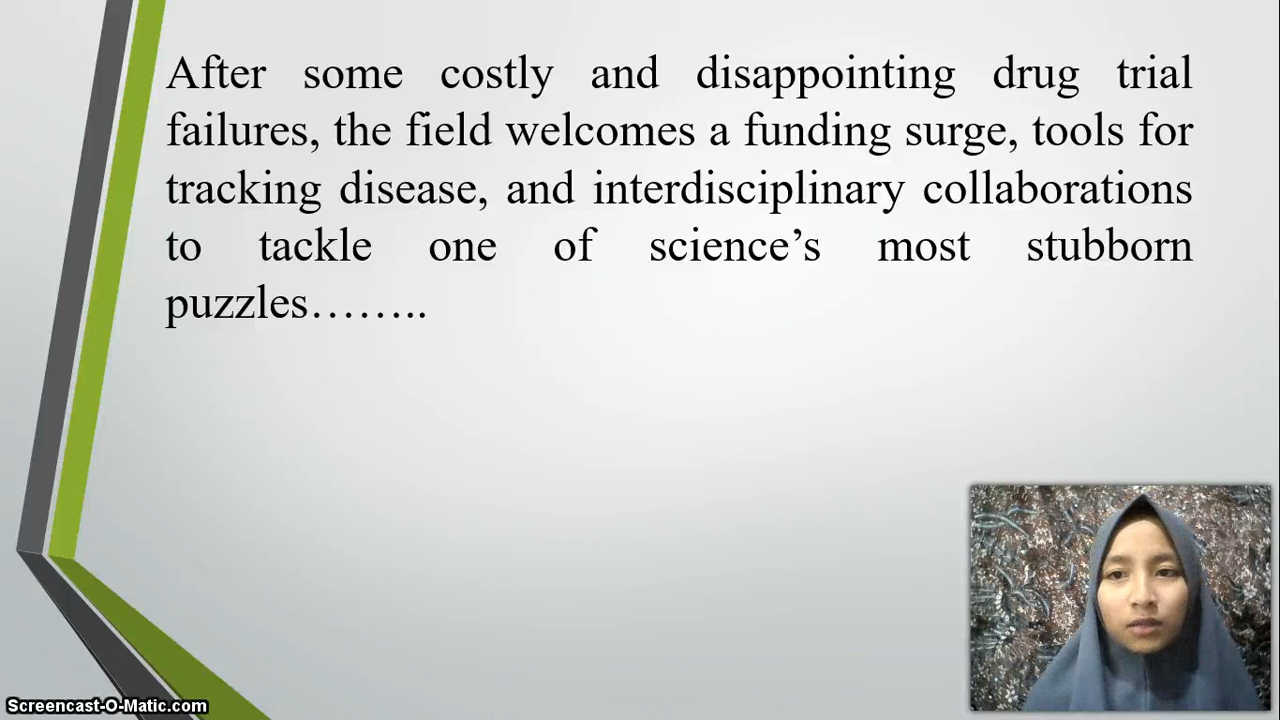 After some costly and disappointing drug trial
failures, the field welcomes a funding surge, tools for
tracking disease, and interdisciplinary collaborations
to tackle one of science’s most stubborn
puzzles……..
Screencast-O-Matic.com